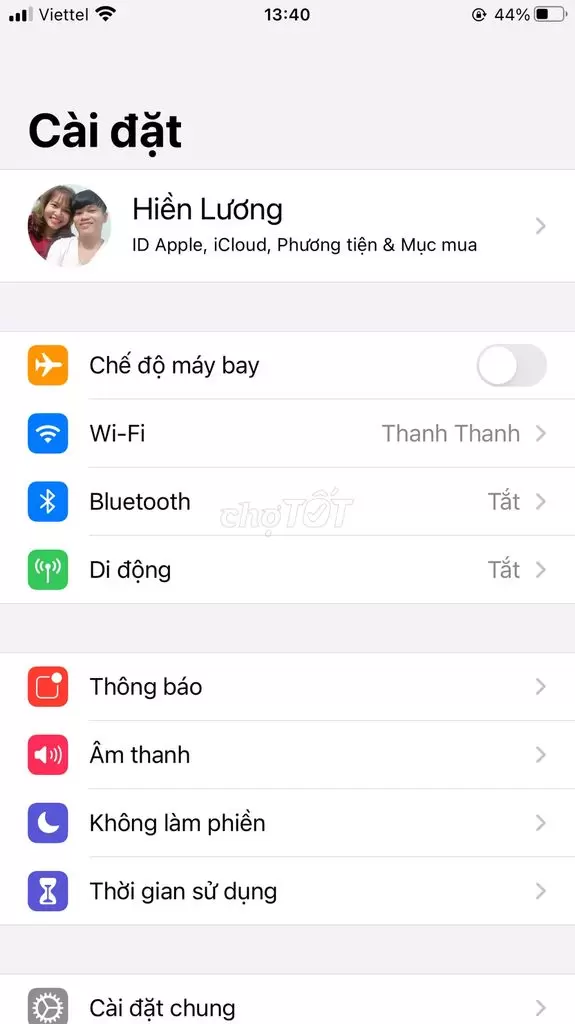 Viettel 13:40 44%
Cài đặt
Hiền Lương
ID Apple, iCloud, Phương tiện & Mục mua
Chế độ máy bay
Wi-Fi Thanh Thanh
Bluetooth Tắt
chợTỐT
Di động Tắt
Thông báo
Âm thanh
Không làm phiền
Thời gian sử dụng
Cài đặt chung